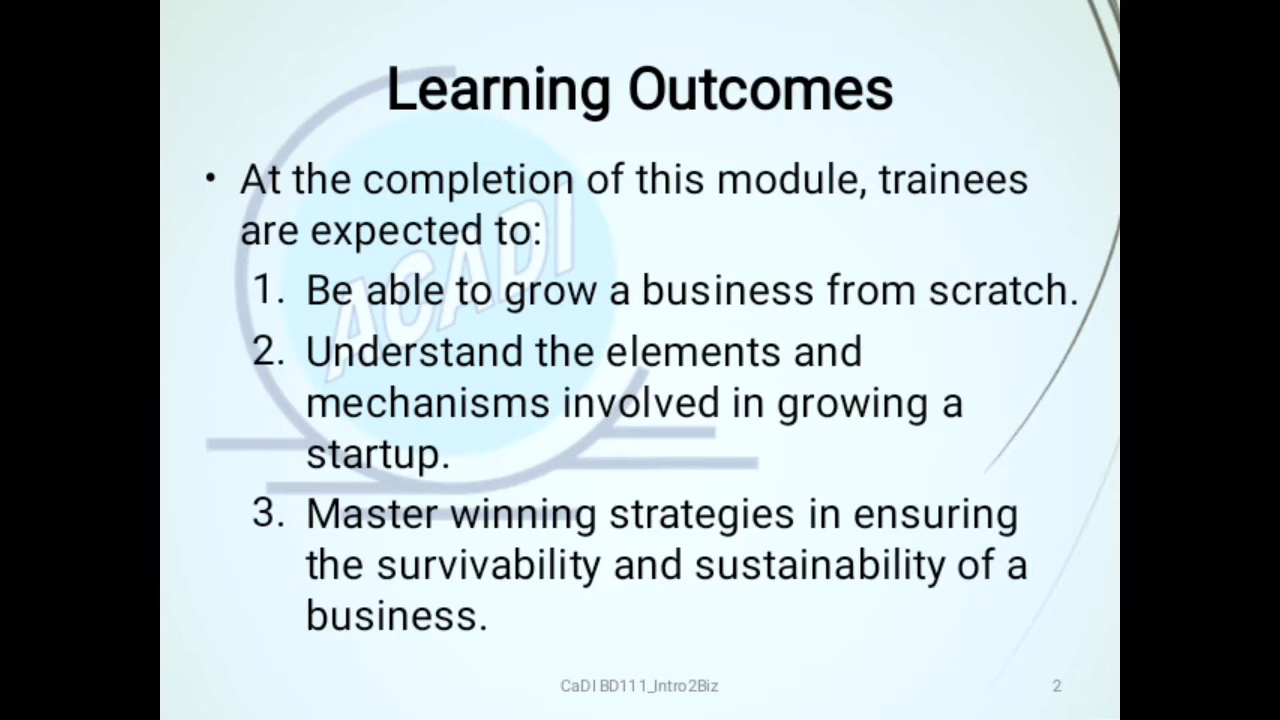 Learning Outcomes
• At the completion of this module, trainees
are expected to:
1. Be able to grow a business from scratch.
2. Understand the elements and
mechanisms involved in growing a
startup.
3. Master winning strategies in ensuring
the survivability and sustainability of a
business.
ACADI
CaDI BD111_Intro2Biz
2